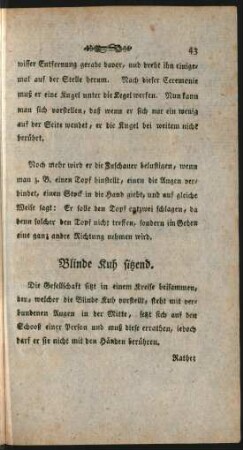 43
wisser Entfernung gerade davor, und dreht ihn einige-
mal auf der Stelle herum. Nach dieser Ceremonie
muß er eine Kugel unter die Kegel werfen. Nun kann
man sich vorstellen, daß wenn er sich nur ein wenig
auf der Seite wendet, er die Kugel bei weitem nicht
berührt.
Noch mehr wird er die Zuschauer belustigen, wenn
man z. B. einen Topf hinstellt, einem die Augen ver-
bindet, einen Stock in die Hand giebt, und auf gleiche
Weise sagt: Er solle den Topf entzwei schlagen, da
denn solcher den Topf nicht treffen, sondern im Gehen
eine ganz andre Richtung nehmen wird.
Blinde Kuh sitzend.
Die Gesellschaft sitzt in einem Kreise beisammen,
der, welcher die Blinde Kuh vorstellt, steht mit ver-
bundenen Augen in der Mitte, setzt sich auf den
Schooß einer Person und muß diese errathen, jedoch
darf er sie nicht mit den Händen berühren.
Rathet